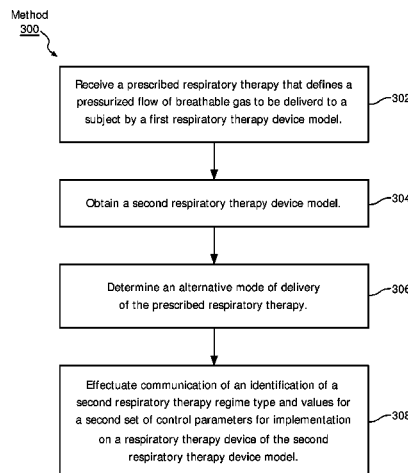 Method
300
Receive a prescribed respiratory therapy that defines a
pressurized flow of breathable gas to be deliverd to a
subject by a first respiratory therapy device model.
302
Obtain a second respiratory therapy device model.
304
Determine an alternative mode of delivery
of the prescribed respiratory therapy.
306
Effectuate communication of an identification of a
second respiratory therapy regime type and values for
a second set of control parameters for implementation
on a respiratory therapy device of the second
respiratory therapy device model.
308